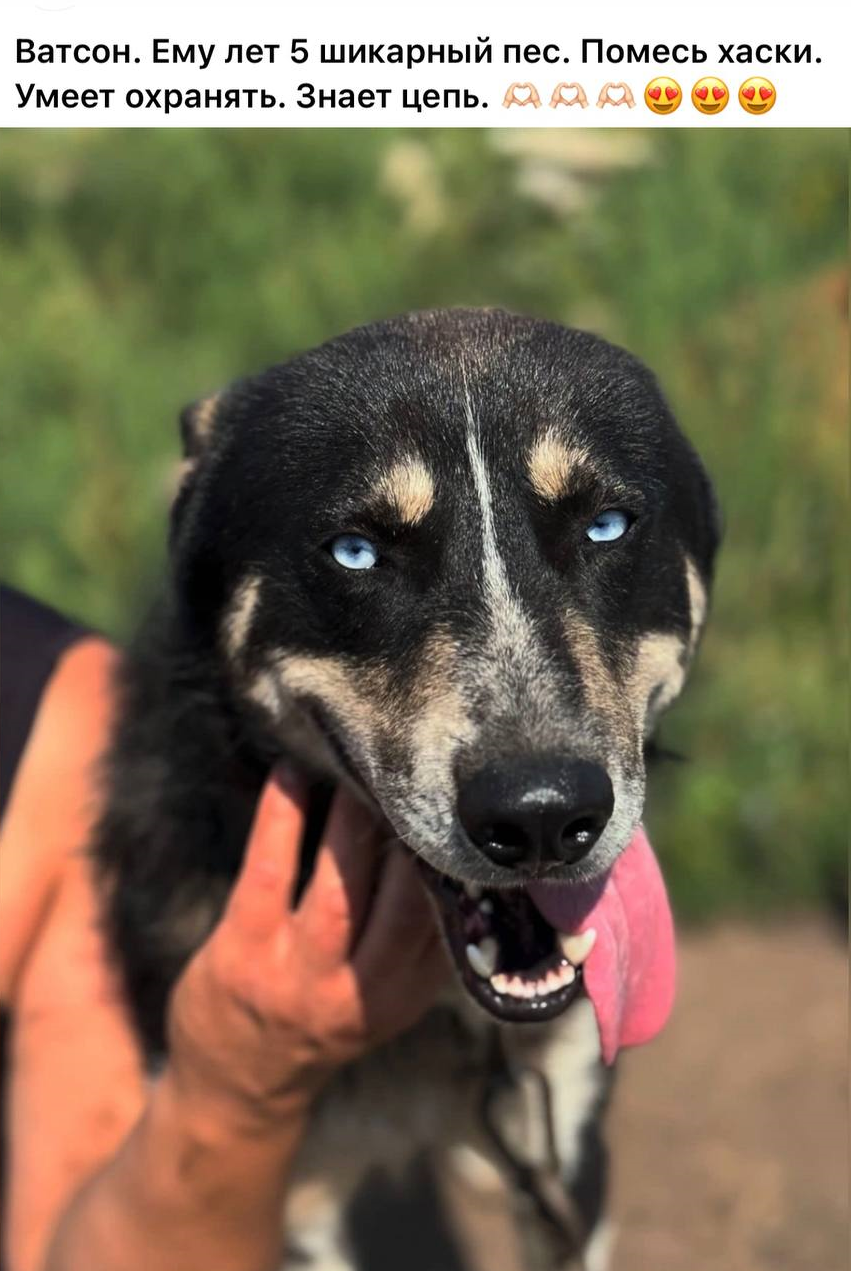 Ватсон. Ему лет 5 шикарный пес. Помесь хаски.
Умеет охранять. Знает цепь. 🫶🏻🫶🏻🫶🏻😍😍😍